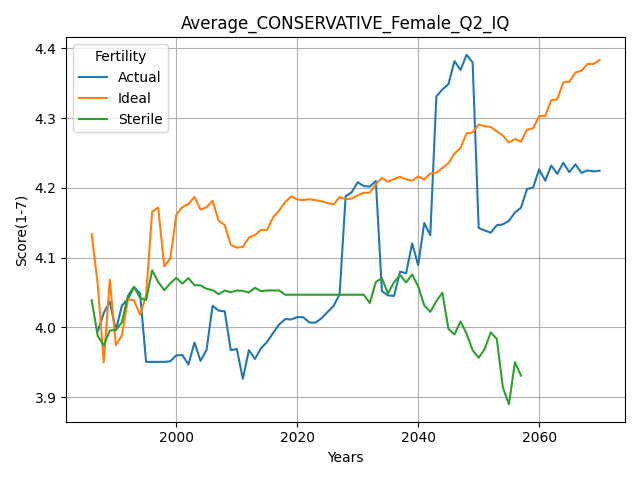 Average_CONSERVATIVE_Female_Q2_IQ
Fertility
Actual
Ideal
Sterile
Score(1-7)
4.4
4.3
4.2
4.1
4.0
3.9
2000
2020
2040
2060
Years